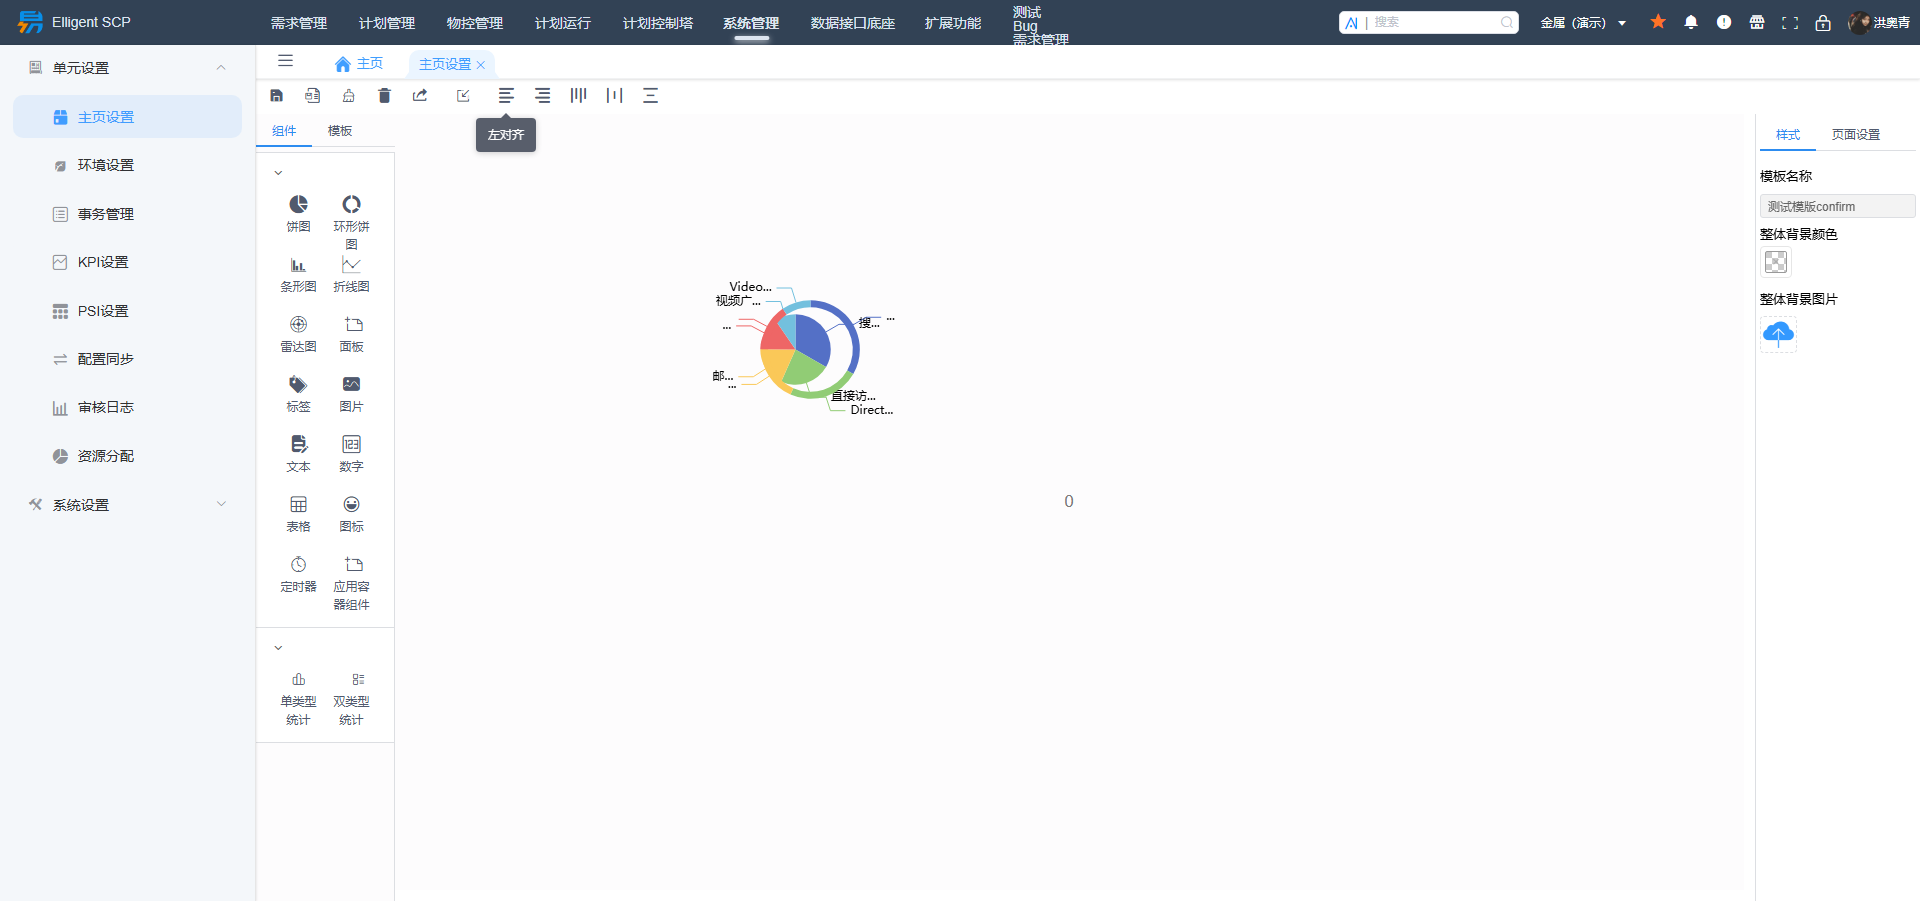 Elligent SCP
需求管理
计划管理
物控管理
计划运行
计划控制塔
系统管理
数据接口底座
扩展功能
测试
Bug
需求管理
AI | 搜索
金属（演示）
洪奥青
单元设置
主页设置
环境设置
事务管理
KPI设置
PSI设置
配置同步
审核日志
资源分配
系统设置
主页
主页设置
左对齐
组件
模板
饼图
环形饼
图
条形图
折线图
雷达图
面板
标签
图片
文本
数字
表格
图标
定时器
应用容
器组件
单类型
统计
双类型
统计
Video...
视频广...
...
邮...
...
搜...
...
直接访...
Direct...
0
样式
页面设置
模板名称
测试模版confirm
整体背景颜色
整体背景图片